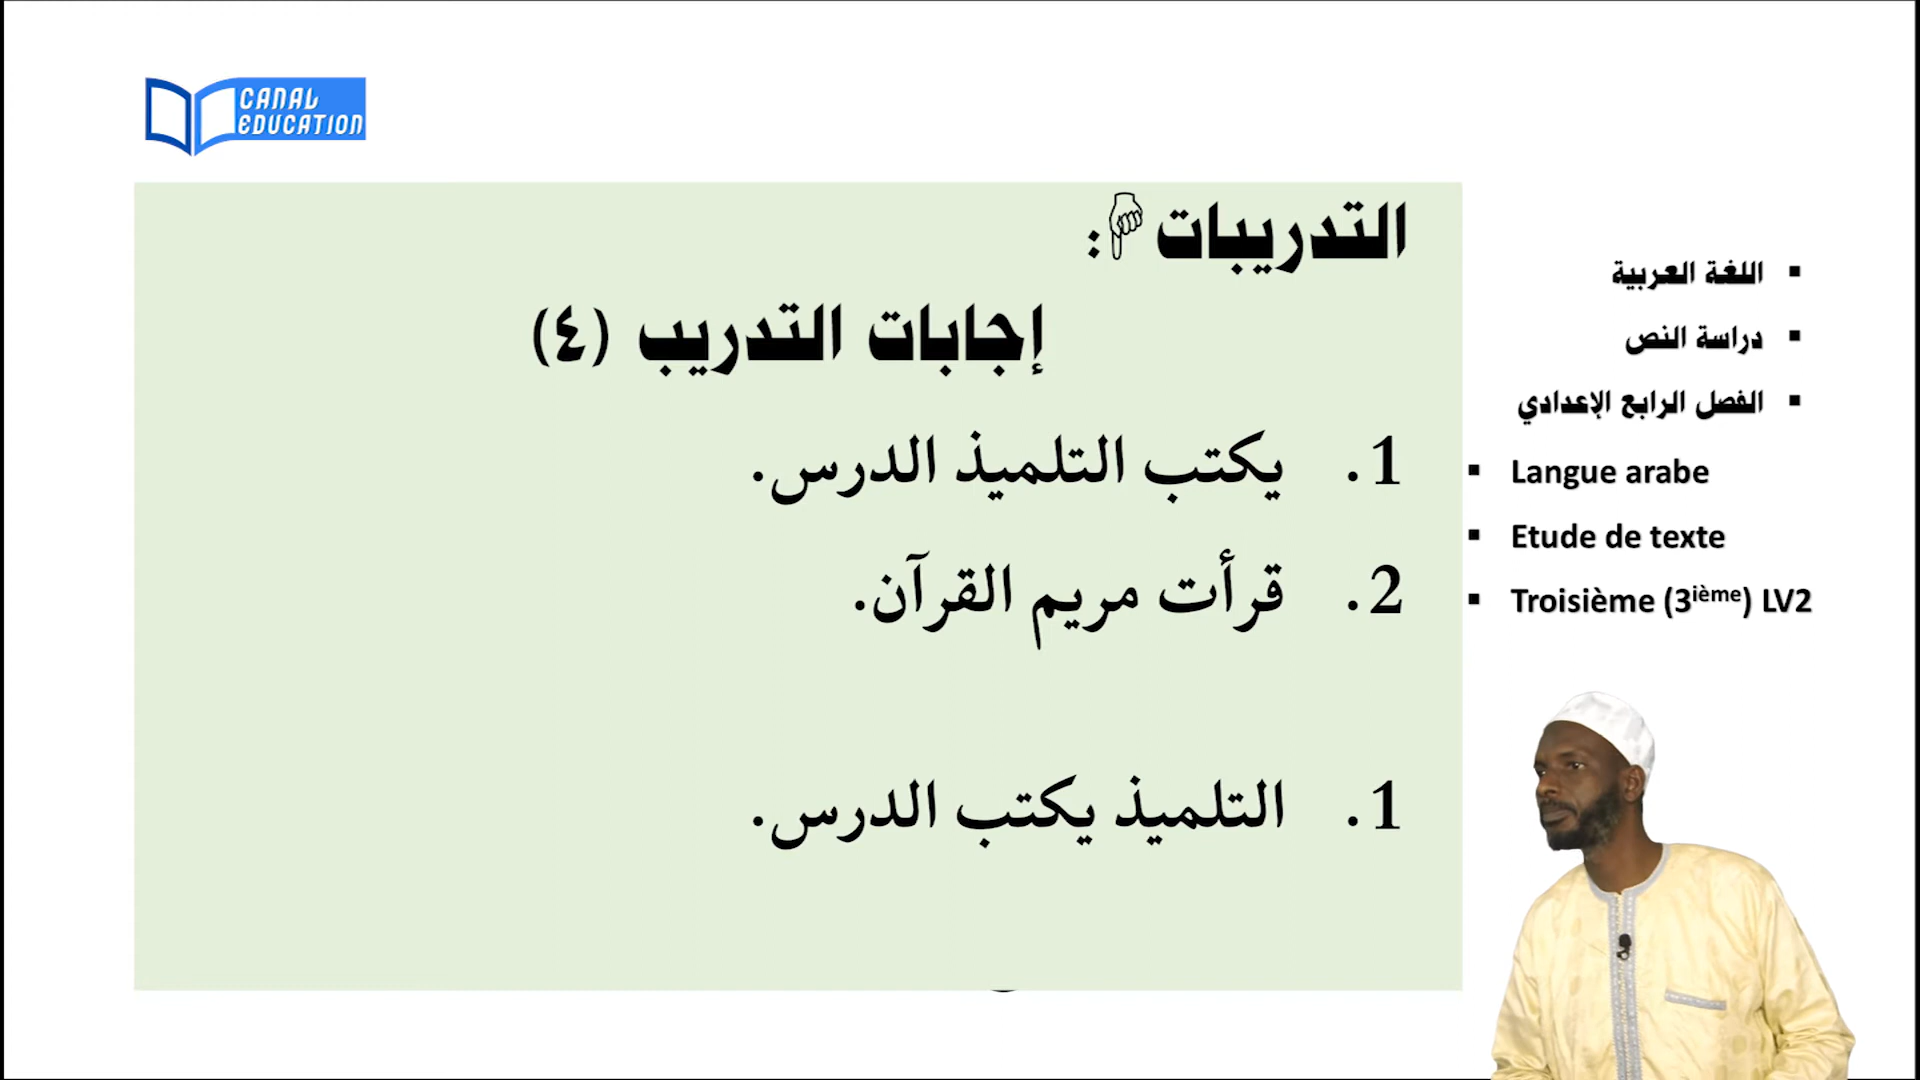 CANAL
EDUCATION
التدريبات☟:
إجابات التدريب (٤)
1. يكتب التلميذ الدرس.
2. قرأت مريم القرآن.
1. التلميذ يكتب الدرس.
▪ اللغة العربية
▪ دراسة النص
▪ الفصل الرابع الإعدادي
▪ Langue arabe
▪ Etude de texte
▪ Troisième (3ième) LV2